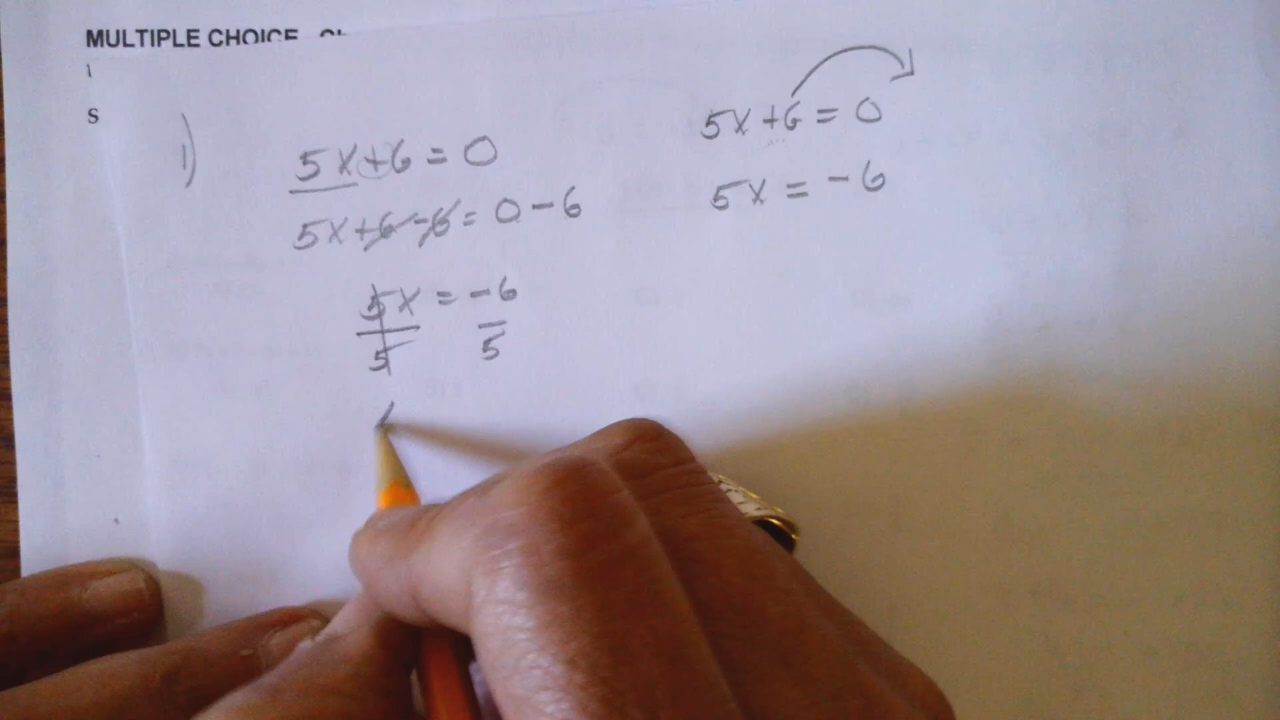 MULTIPLE CHOICE
S
1)
5x+6=0
5x+6-6=0-6
5x=-6
5 5
5x+6=0
5x=-6